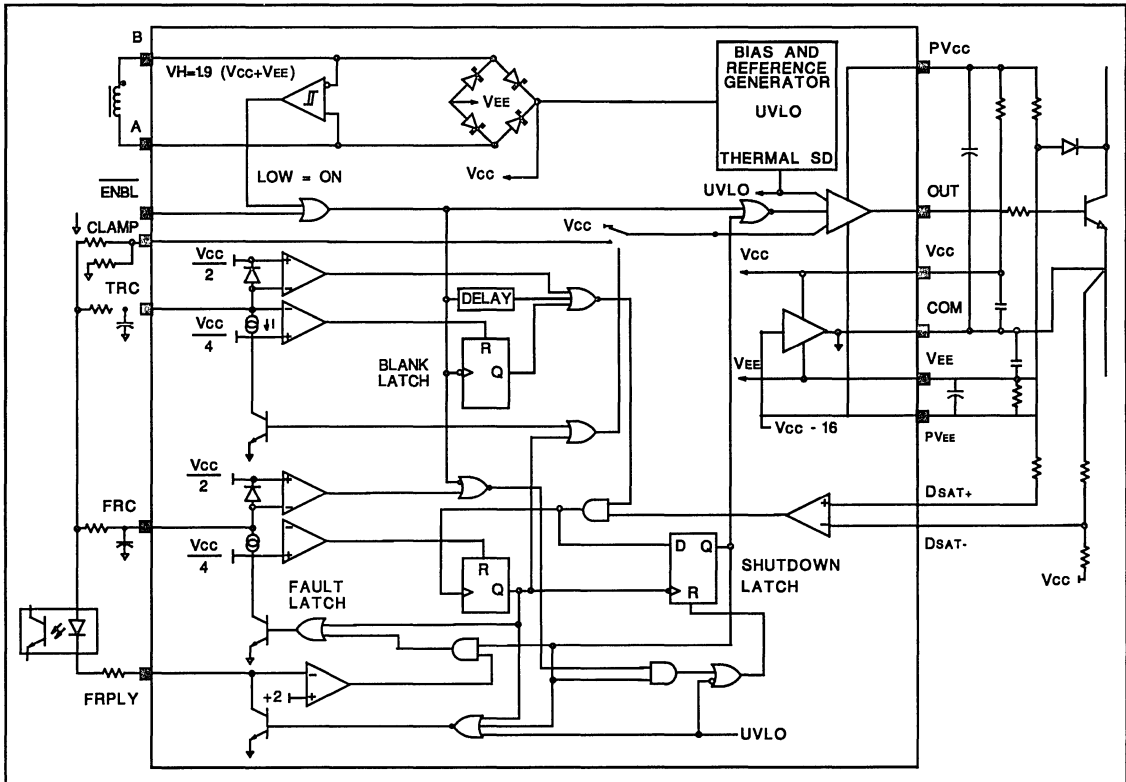 B
VH=1.9 (VCC+VEE)
A
VEE
VCC
BIAS AND
REFERENCE
GENERATOR
UVLO
THERMAL SD
PVCC
LOW = ON
ENBL
CLAMP
UVLO
VCC
OUT
VCC
VCC
COM
VEE
VEE
VCC - 16
PVEE
VCC
2
TRC
VCC
4
I
DELAY
BLANK
LATCH
R
Q
VCC
2
FRC
VCC
4
FAULT
LATCH
R
Q
D Q
R
SHUTDOWN
LATCH
DSAT+
DSAT-
VCC
FRPLY
+2
UVLO